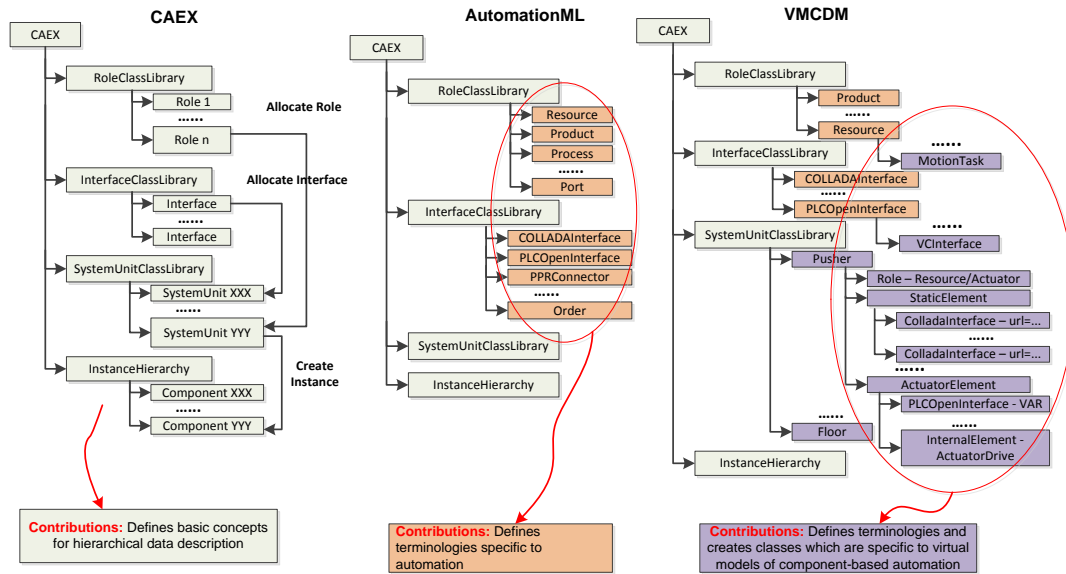 CAEX
CAEX
RoleClassLibrary
Role 1
......
Role n
Allocate Role
InterfaceClassLibrary
Allocate Interface
Interface
......
Interface
SystemUnitClassLibrary
SystemUnit XXX
......
SystemUnit YYY
Create
Instance
InstanceHierarchy
Component XXX
......
Component YYY
Contributions: Defines basic concepts
for hierarchical data description
AutomationML
CAEX
RoleClassLibrary
Resource
Product
Process
......
Port
InterfaceClassLibrary
COLLADAInterface
PLCOpenInterface
PPRConnector
......
Order
SystemUnitClassLibrary
InstanceHierarchy
Contributions: Defines
terminologies specific to
automation
VMCDM
CAEX
RoleClassLibrary
Product
......
Resource
......
MotionTask
InterfaceClassLibrary
COLLADAInterface
......
PLCOpenInterface
......
VCInterface
SystemUnitClassLibrary
Pusher
Role – Resource/Actuator
StaticElement
ColladaInterface – url=...
......
ColladaInterface – url=...
......
ActuatorElement
PLCOpenInterface - VAR
......
InternalElement -
ActuatorDrive
......
Floor
InstanceHierarchy
Contributions: Defines terminologies and
creates classes which are specific to virtual
models of component-based automation